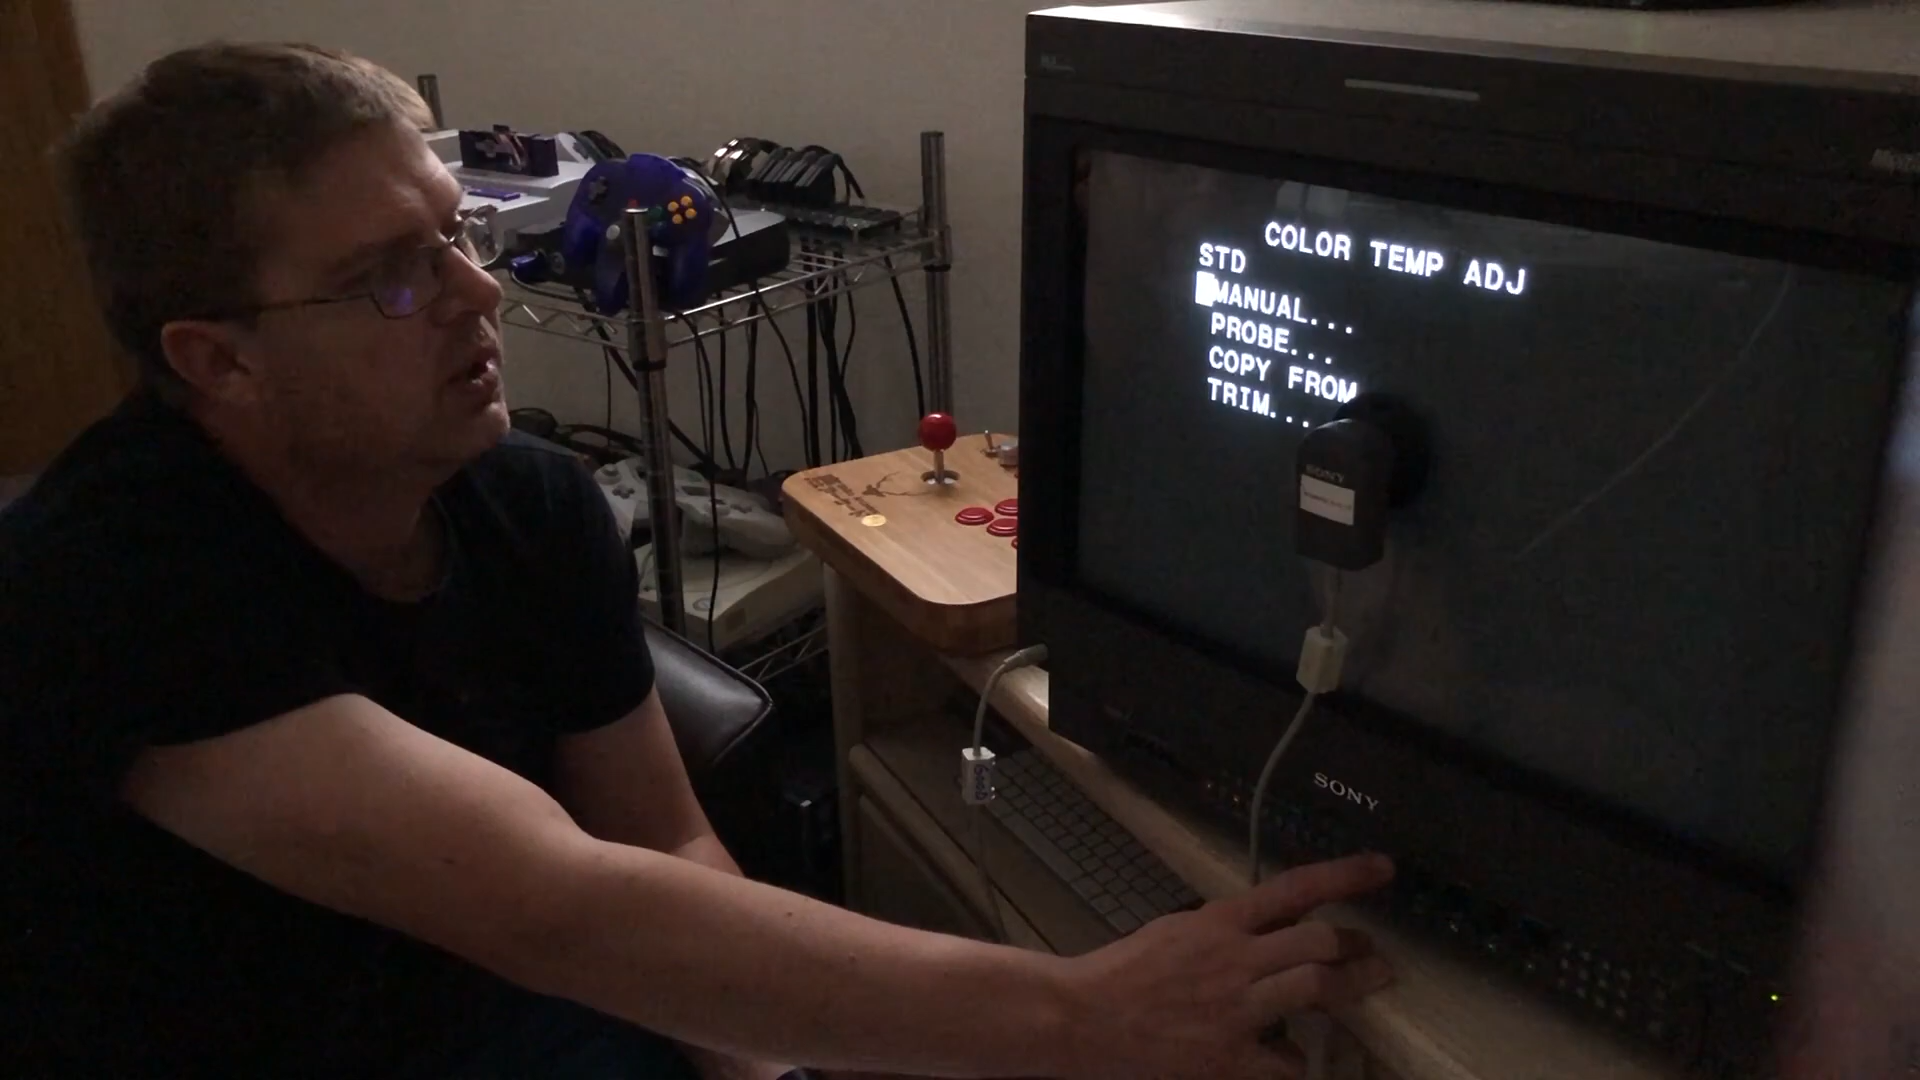 COLOR TEMP ADJ
STD
MANUAL...
PROBE...
COPY FROM
TRIM...
SONY
SONY